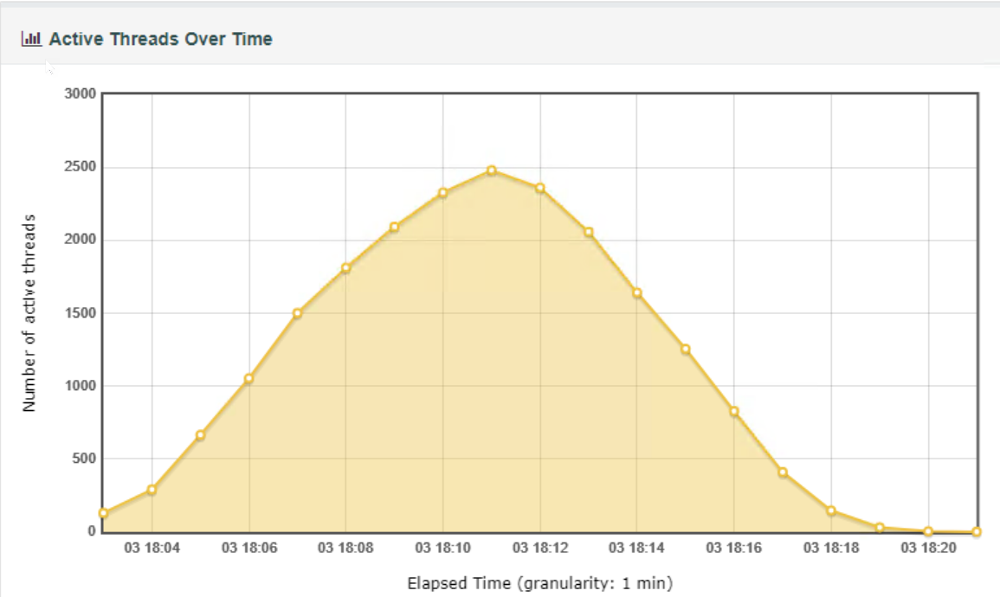 Active Threads Over Time
3000
2500
2000
1500
1000
500
0
Number of active threads
03 18:04 03 18:06 03 18:08 03 18:10 03 18:12 03 18:14 03 18:16 03 18:18 03 18:20
Elapsed Time (granularity: 1 min)